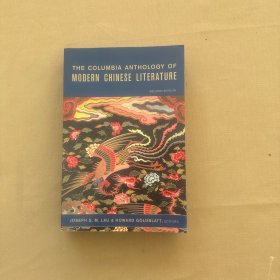 THE COLUMBIA ANTHOLOGY OF
MODERN CHINESE LITERATURE
SECOND EDITION
JOSEPH S. M. LAU & HOWARD GOLDBLATT, EDITORS